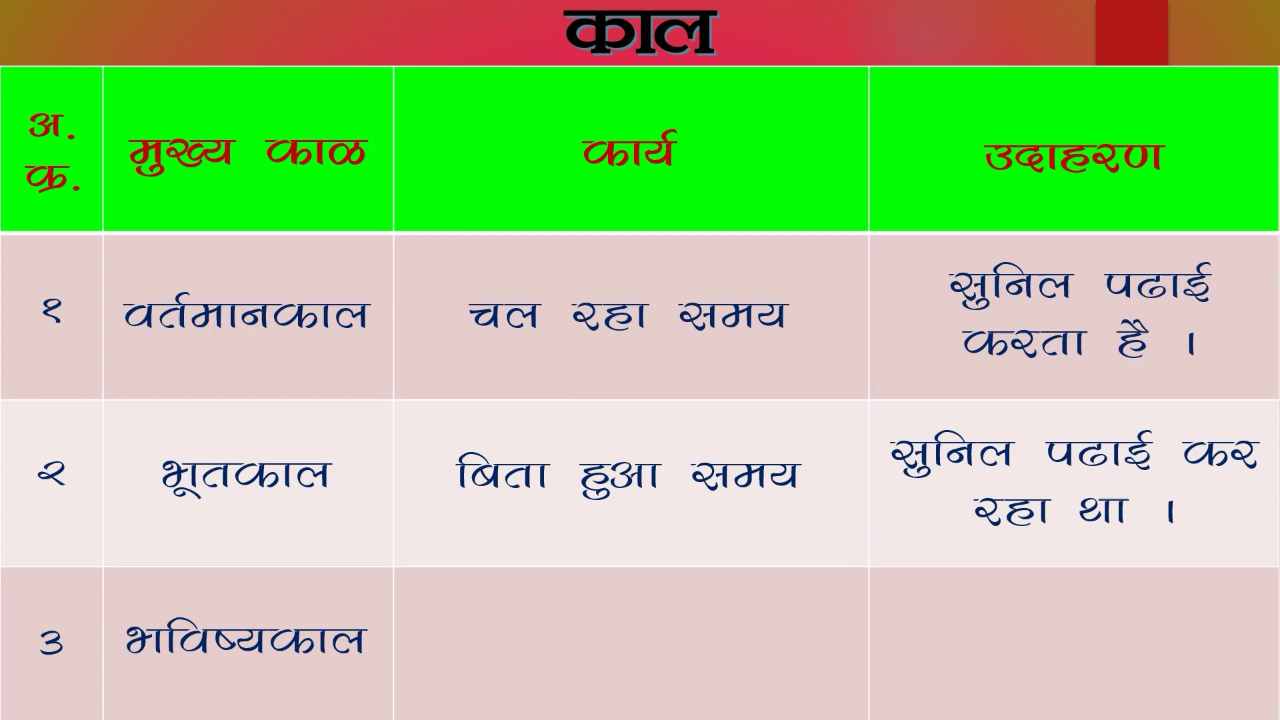 काल
अ.
क्र.
मुख्य काळ
कार्य
उदाहरण
१
वर्तमानकाल
चल रहा समय
सुनिल पढाई
करता है ।
२
भूतकाल
बिता हुआ समय
सुनिल पढाई कर
रहा था ।
३
भविष्यकाल